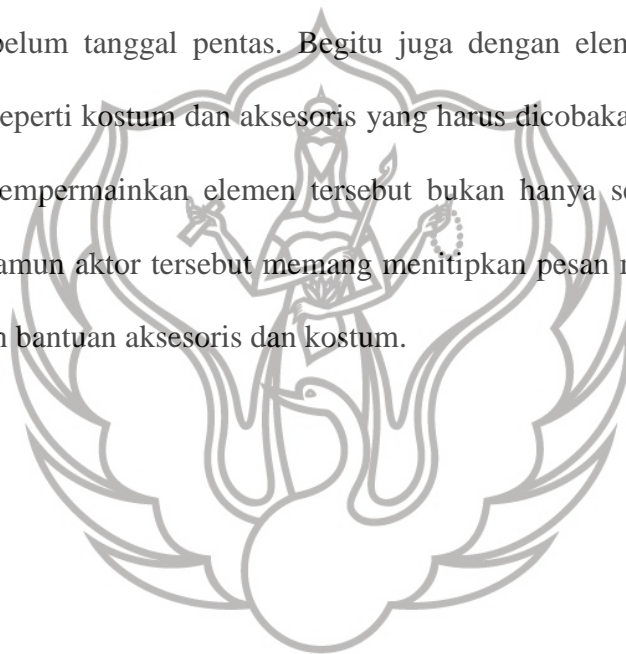 belum tanggal pentas. Begitu juga dengan elem
eperti kostum dan aksesoris yang harus dicobaka
empermainkan elemen tersebut bukan hanya se
amun aktor tersebut memang menitipkan pesan
bantuan aksesoris dan kostum.